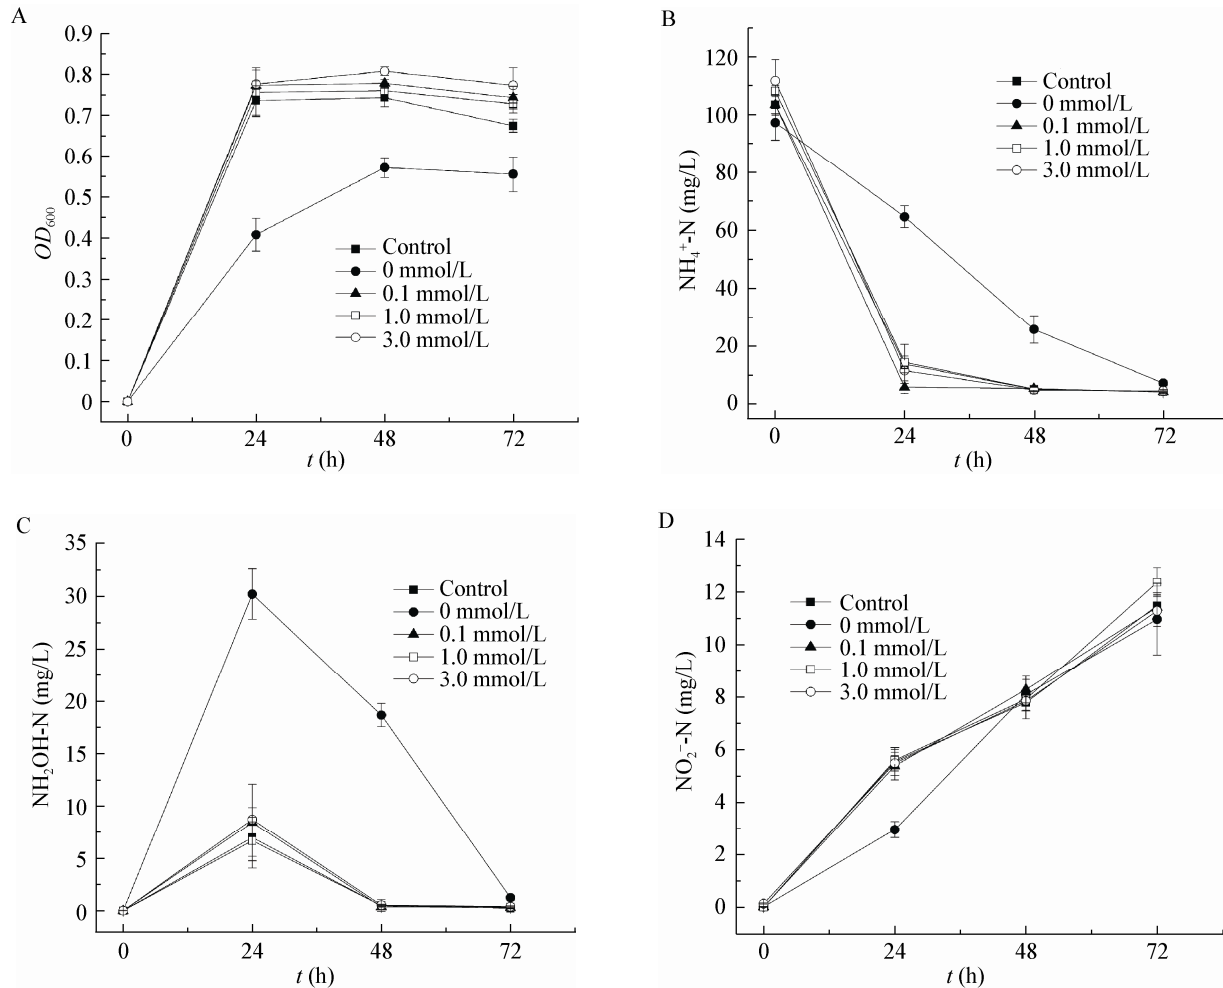 A
0.9
0.8
0.7
0.6
0.5
0.4
0.3
0.2
0.1
0
OD600
Control
0 mmol/L
0.1 mmol/L
1.0 mmol/L
3.0 mmol/L
0 24 48 72
t (h)
B
120
100
80
60
40
20
0
NH4+-N (mg/L)
Control
0 mmol/L
0.1 mmol/L
1.0 mmol/L
3.0 mmol/L
0 24 48 72
t (h)
C
35
30
25
20
15
10
5
0
NH2OH-N (mg/L)
Control
0 mmol/L
0.1 mmol/L
1.0 mmol/L
3.0 mmol/L
0 24 48 72
t (h)
D
14
12
10
8
6
4
2
0
NO2−-N (mg/L)
Control
0 mmol/L
0.1 mmol/L
1.0 mmol/L
3.0 mmol/L
0 24 48 72
t (h)